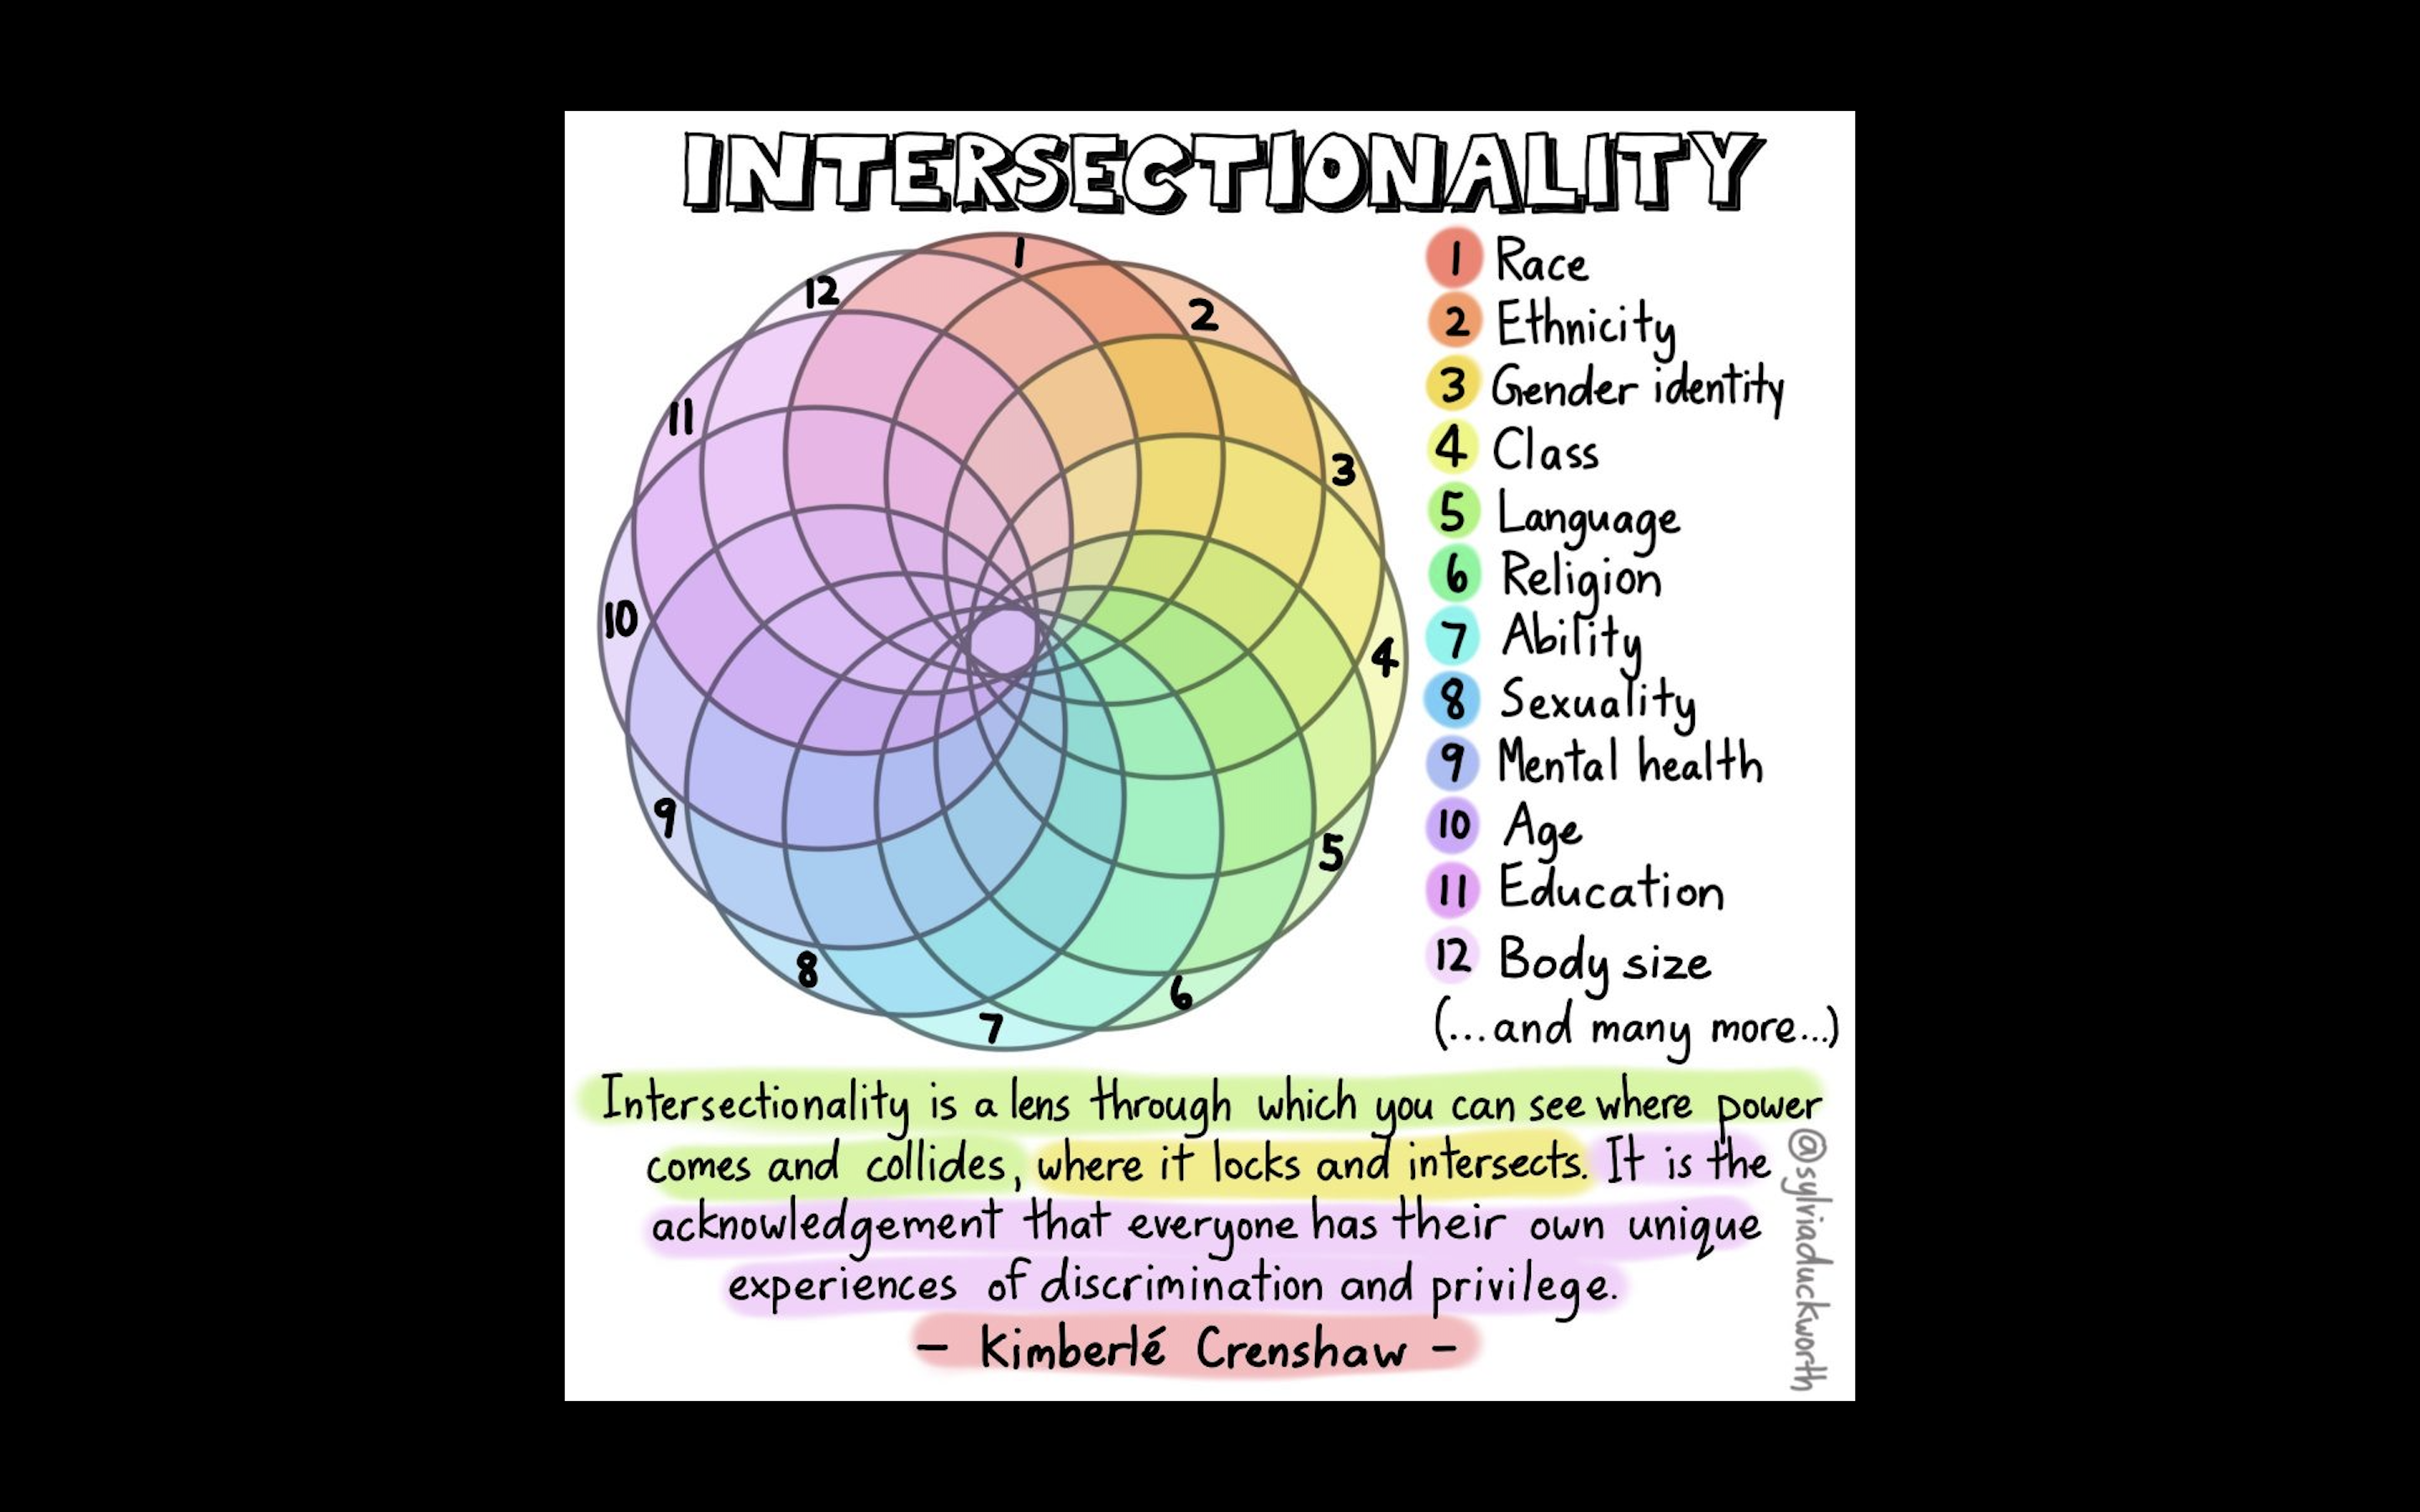 INTERSECTIONALITY
1
2
3
4
5
6
7
8
9
10
11
12
1 Race
2 Ethnicity
3 Gender identity
4 Class
5 Language
6 Religion
7 Ability
8 Sexuality
9 Mental health
10 Age
11 Education
12 Body size
(...and many more...)
Intersectionality is a lens through which you can see where power
comes and collides, where it locks and intersects. It is the
acknowledgement that everyone has their own unique
experiences of discrimination and privilege.
- Kimberlé Crenshaw -
@sylviaduckworth